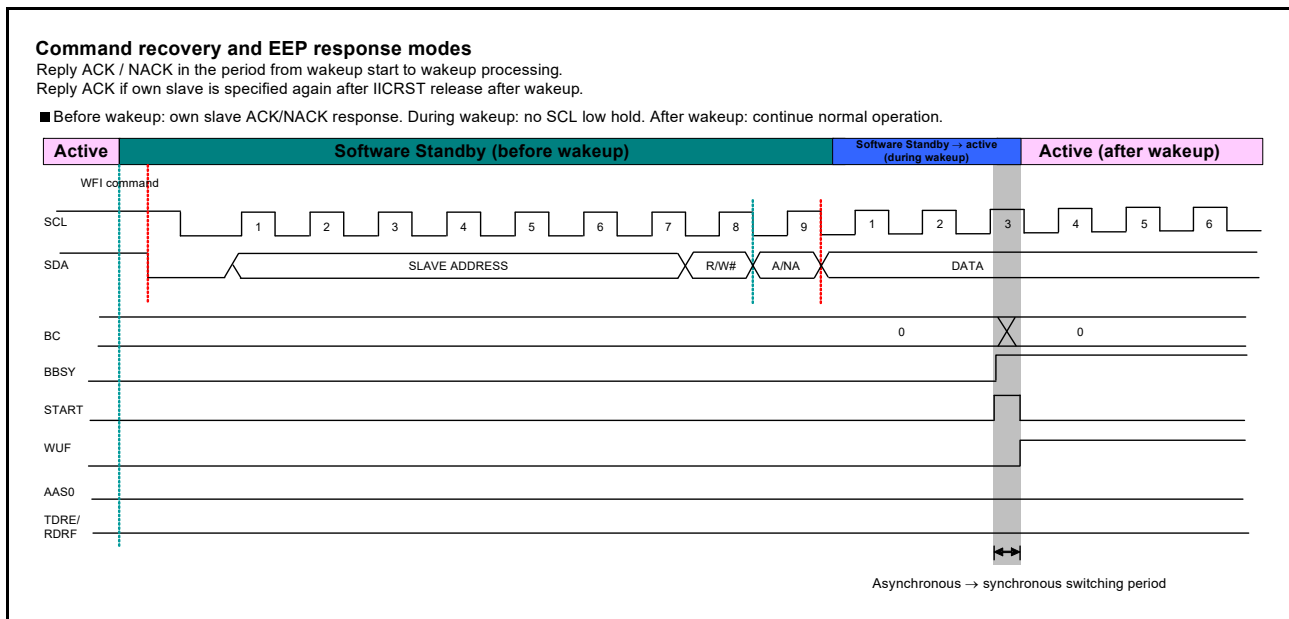 Command recovery and EEP response modes
Reply ACK / NACK in the period from wakeup start to wakeup processing.
Reply ACK if own slave is specified again after IICRST release after wakeup.
■ Before wakeup: own slave ACK/NACK response. During wakeup: no SCL low hold. After wakeup: continue normal operation.
Active Software Standby (before wakeup) Software Standby → active (during wakeup) Active (after wakeup)
WFI command
SCL 1 2 3 4 5 6 7 8 9 1 2 3 4 5 6
SDA SLAVE ADDRESS R/W# A/NA DATA
BC 0 0
BBSY
START
WUF
AAS0
TDRE/
RDRF
Asynchronous → synchronous switching period